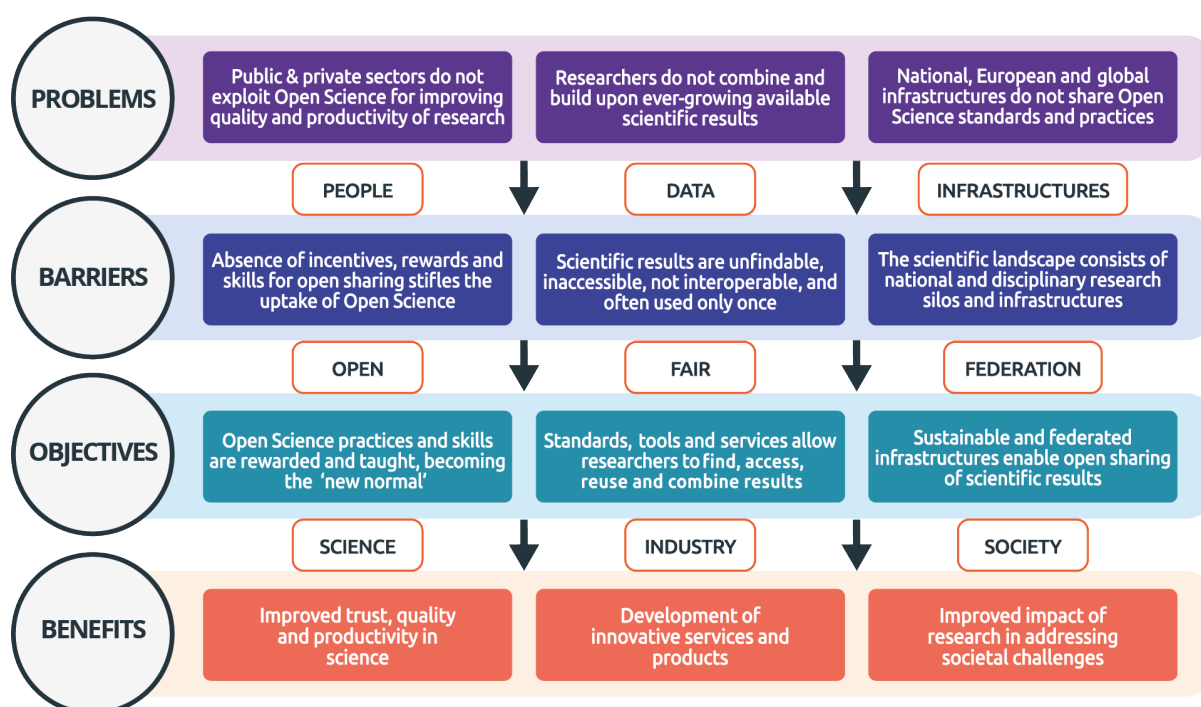 PROBLEMS
Public & private sectors do not
exploit Open Science for improving
quality and productivity of research
Researchers do not combine and
build upon ever-growing available
scientific results
National, European and global
infrastructures do not share Open
Science standards and practices
PEOPLE
DATA
INFRASTRUCTURES
BARRIERS
Absence of incentives, rewards and
skills for open sharing stifles the
uptake of Open Science
Scientific results are unfindable,
inaccessible, not interoperable, and
often used only once
The scientific landscape consists of
national and disciplinary research
silos and infrastructures
OPEN
FAIR
FEDERATION
OBJECTIVES
Open Science practices and skills
are rewarded and taught, becoming
the ‘new normal’
Standards, tools and services allow
researchers to find, access,
reuse and combine results
Sustainable and federated
infrastructures enable open sharing
of scientific results
SCIENCE
INDUSTRY
SOCIETY
BENEFITS
Improved trust, quality
and productivity in
science
Development of
innovative services and
products
Improved impact of
research in addressing
societal challenges